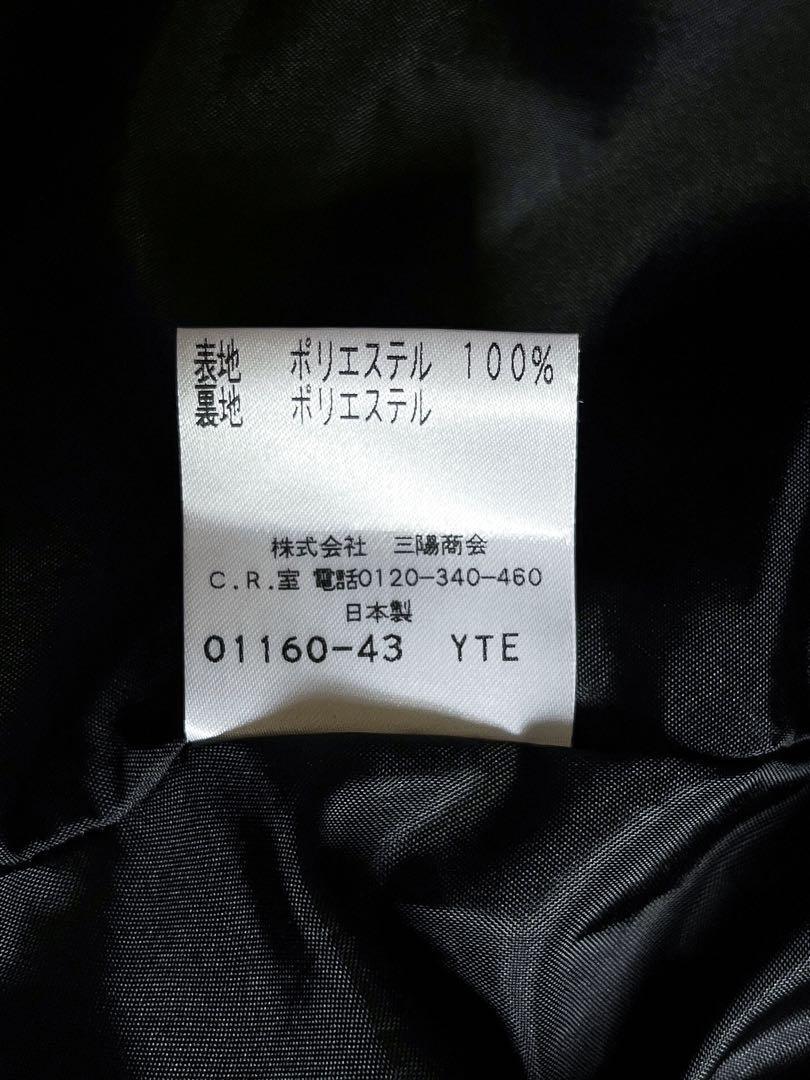 表地 ポリエステル 100%
裏地 ポリエステル
株式会社 三陽商会
C.R.室 電話0120-340-460
日本製
01160-43 YTE